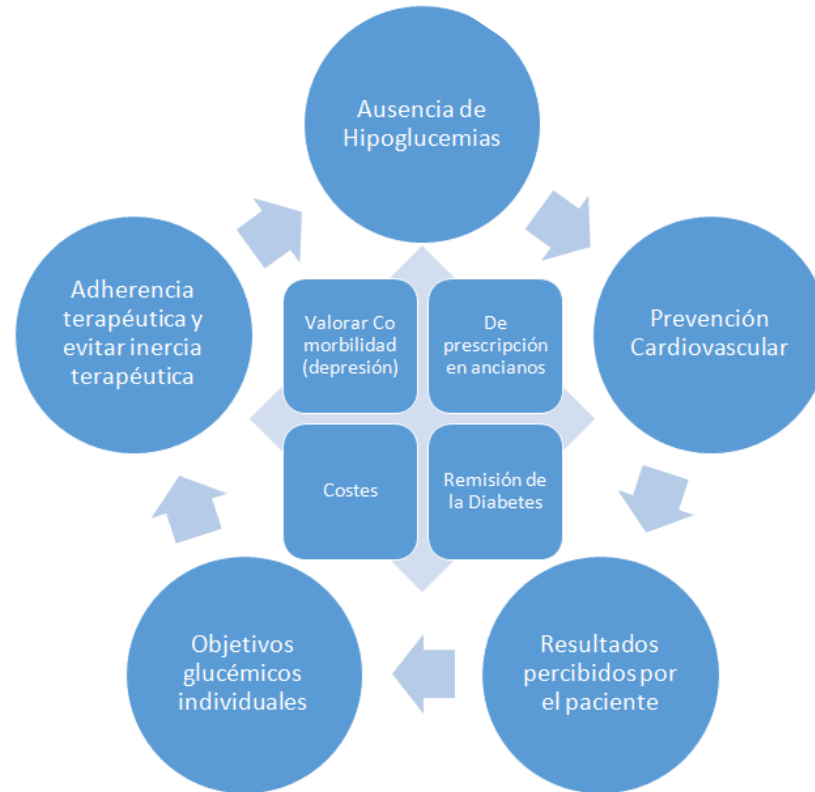 Ausencia de
Hipoglucemias
Adherencia
terapéutica y
evitar inercia
terapéutica
Valorar Co
morbilidad
(depresión)
De
prescripción
en ancianos
Prevención
Cardiovascular
Costes
Remisión de
la Diabetes
Objetivos
glucémicos
individuales
Resultados
percibidos por
el paciente